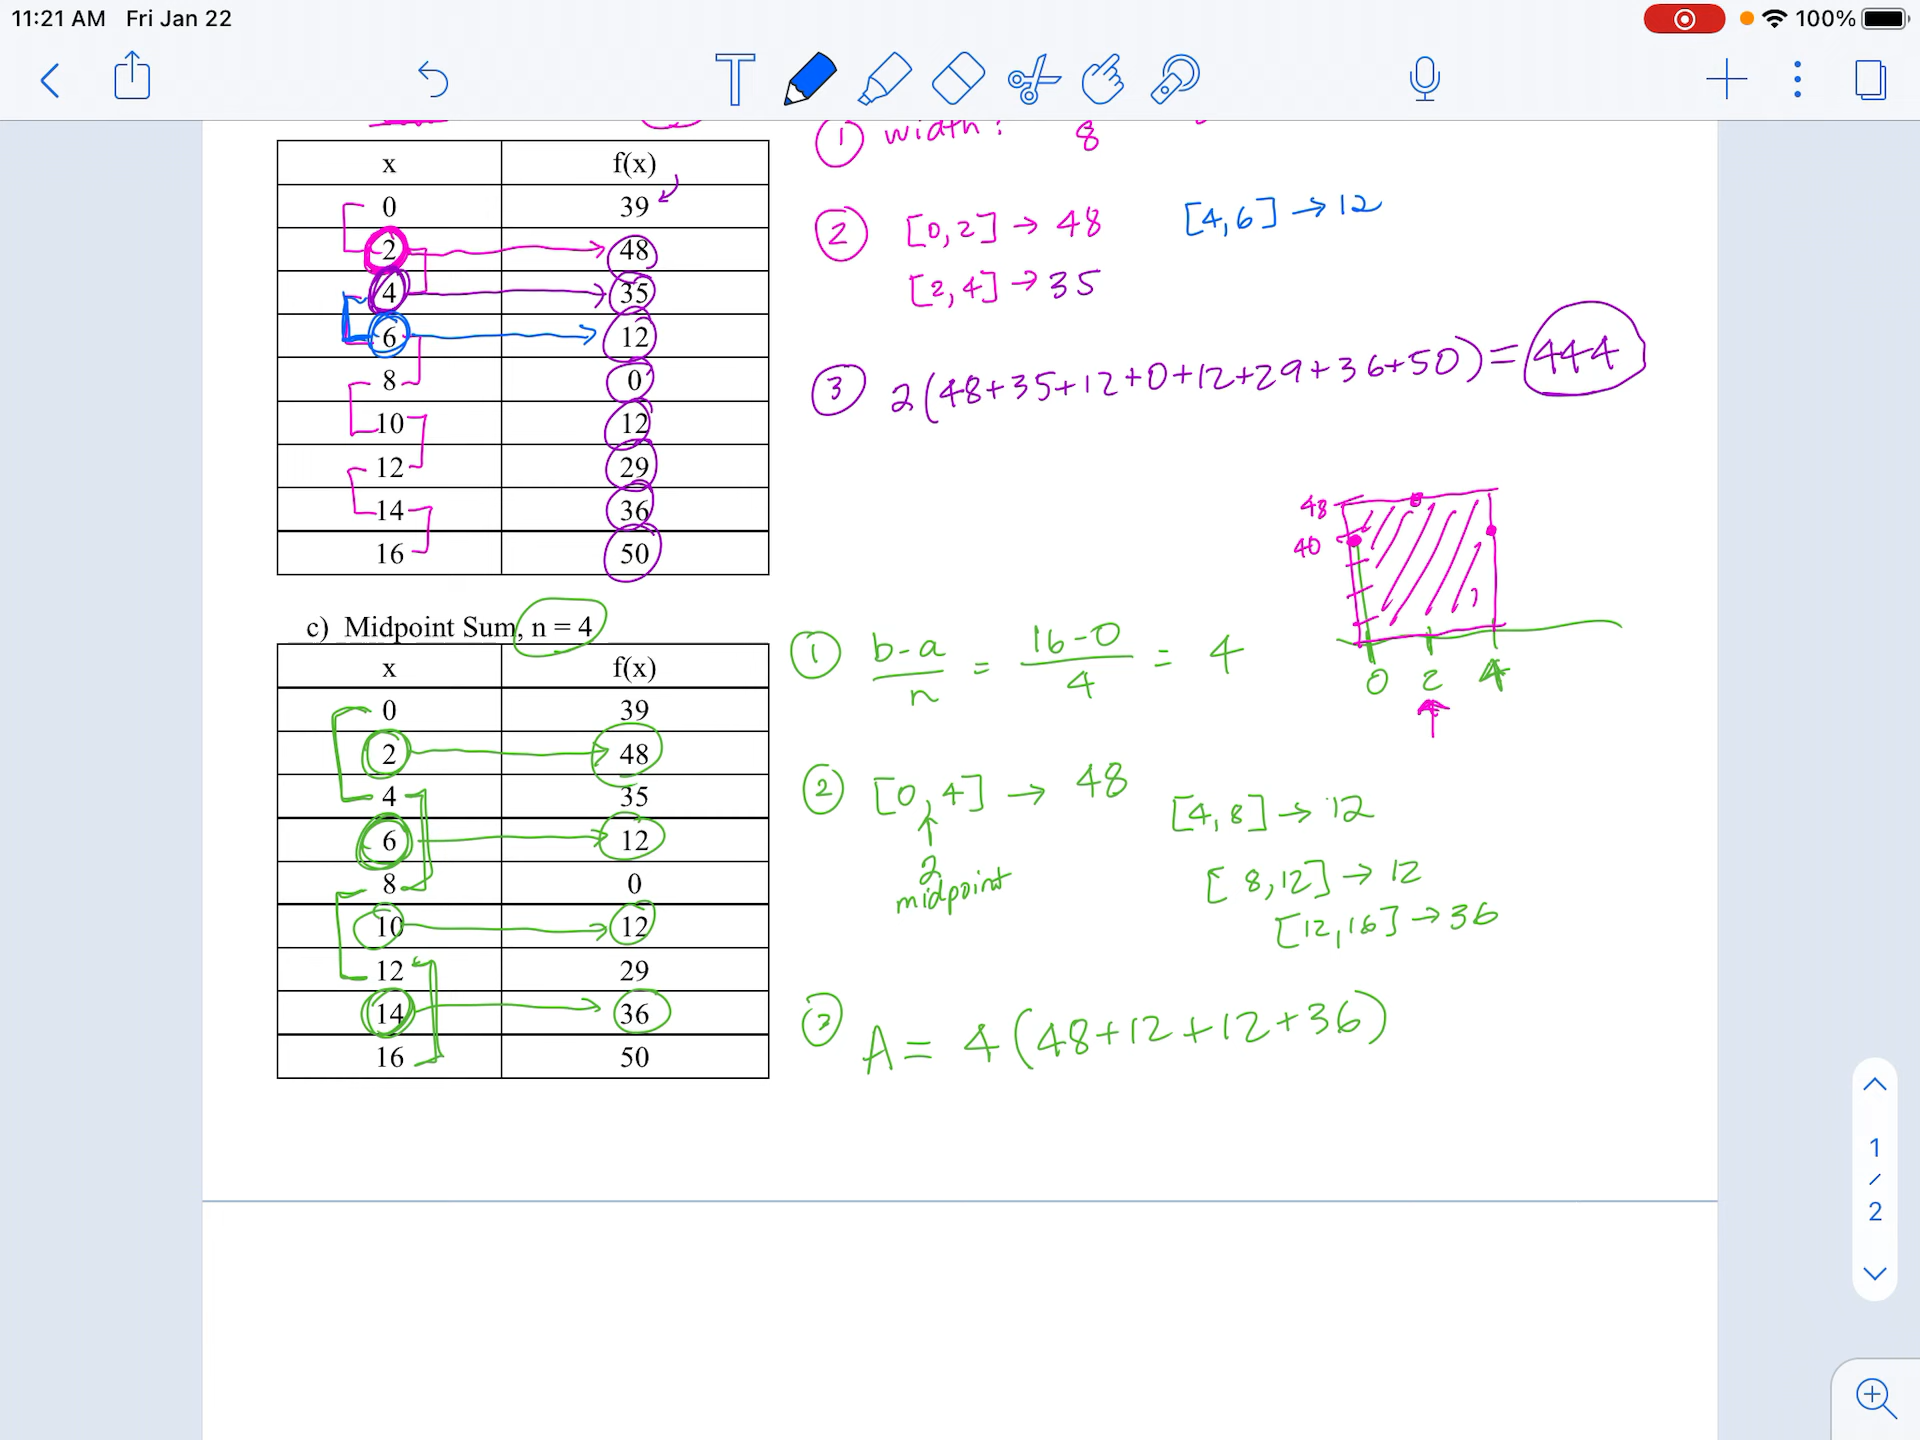 11:21 AM Fri Jan 22
100%
① width: 8
x f(x)
0 39
2 48
4 35
6 12
8 0
10 12
12 29
14 36
16 50
② [0,2] → 48 [4,6] → 12
[2,4] → 35
③ 2(48+35+12+0+12+29+36+50) = 444
48
40
0 2 4
c) Midpoint Sum, n = 4
x f(x)
0 39
2 48
4 35
6 12
8 0
10 12
12 29
14 36
16 50
① b-a/n = 16-0/4 = 4
② [0,4] → 48
2
midpoint
[4,8] → 12
[8,12] → 12
[12,16] → 36
③ A = 4(48+12+12+36)
1
/
2